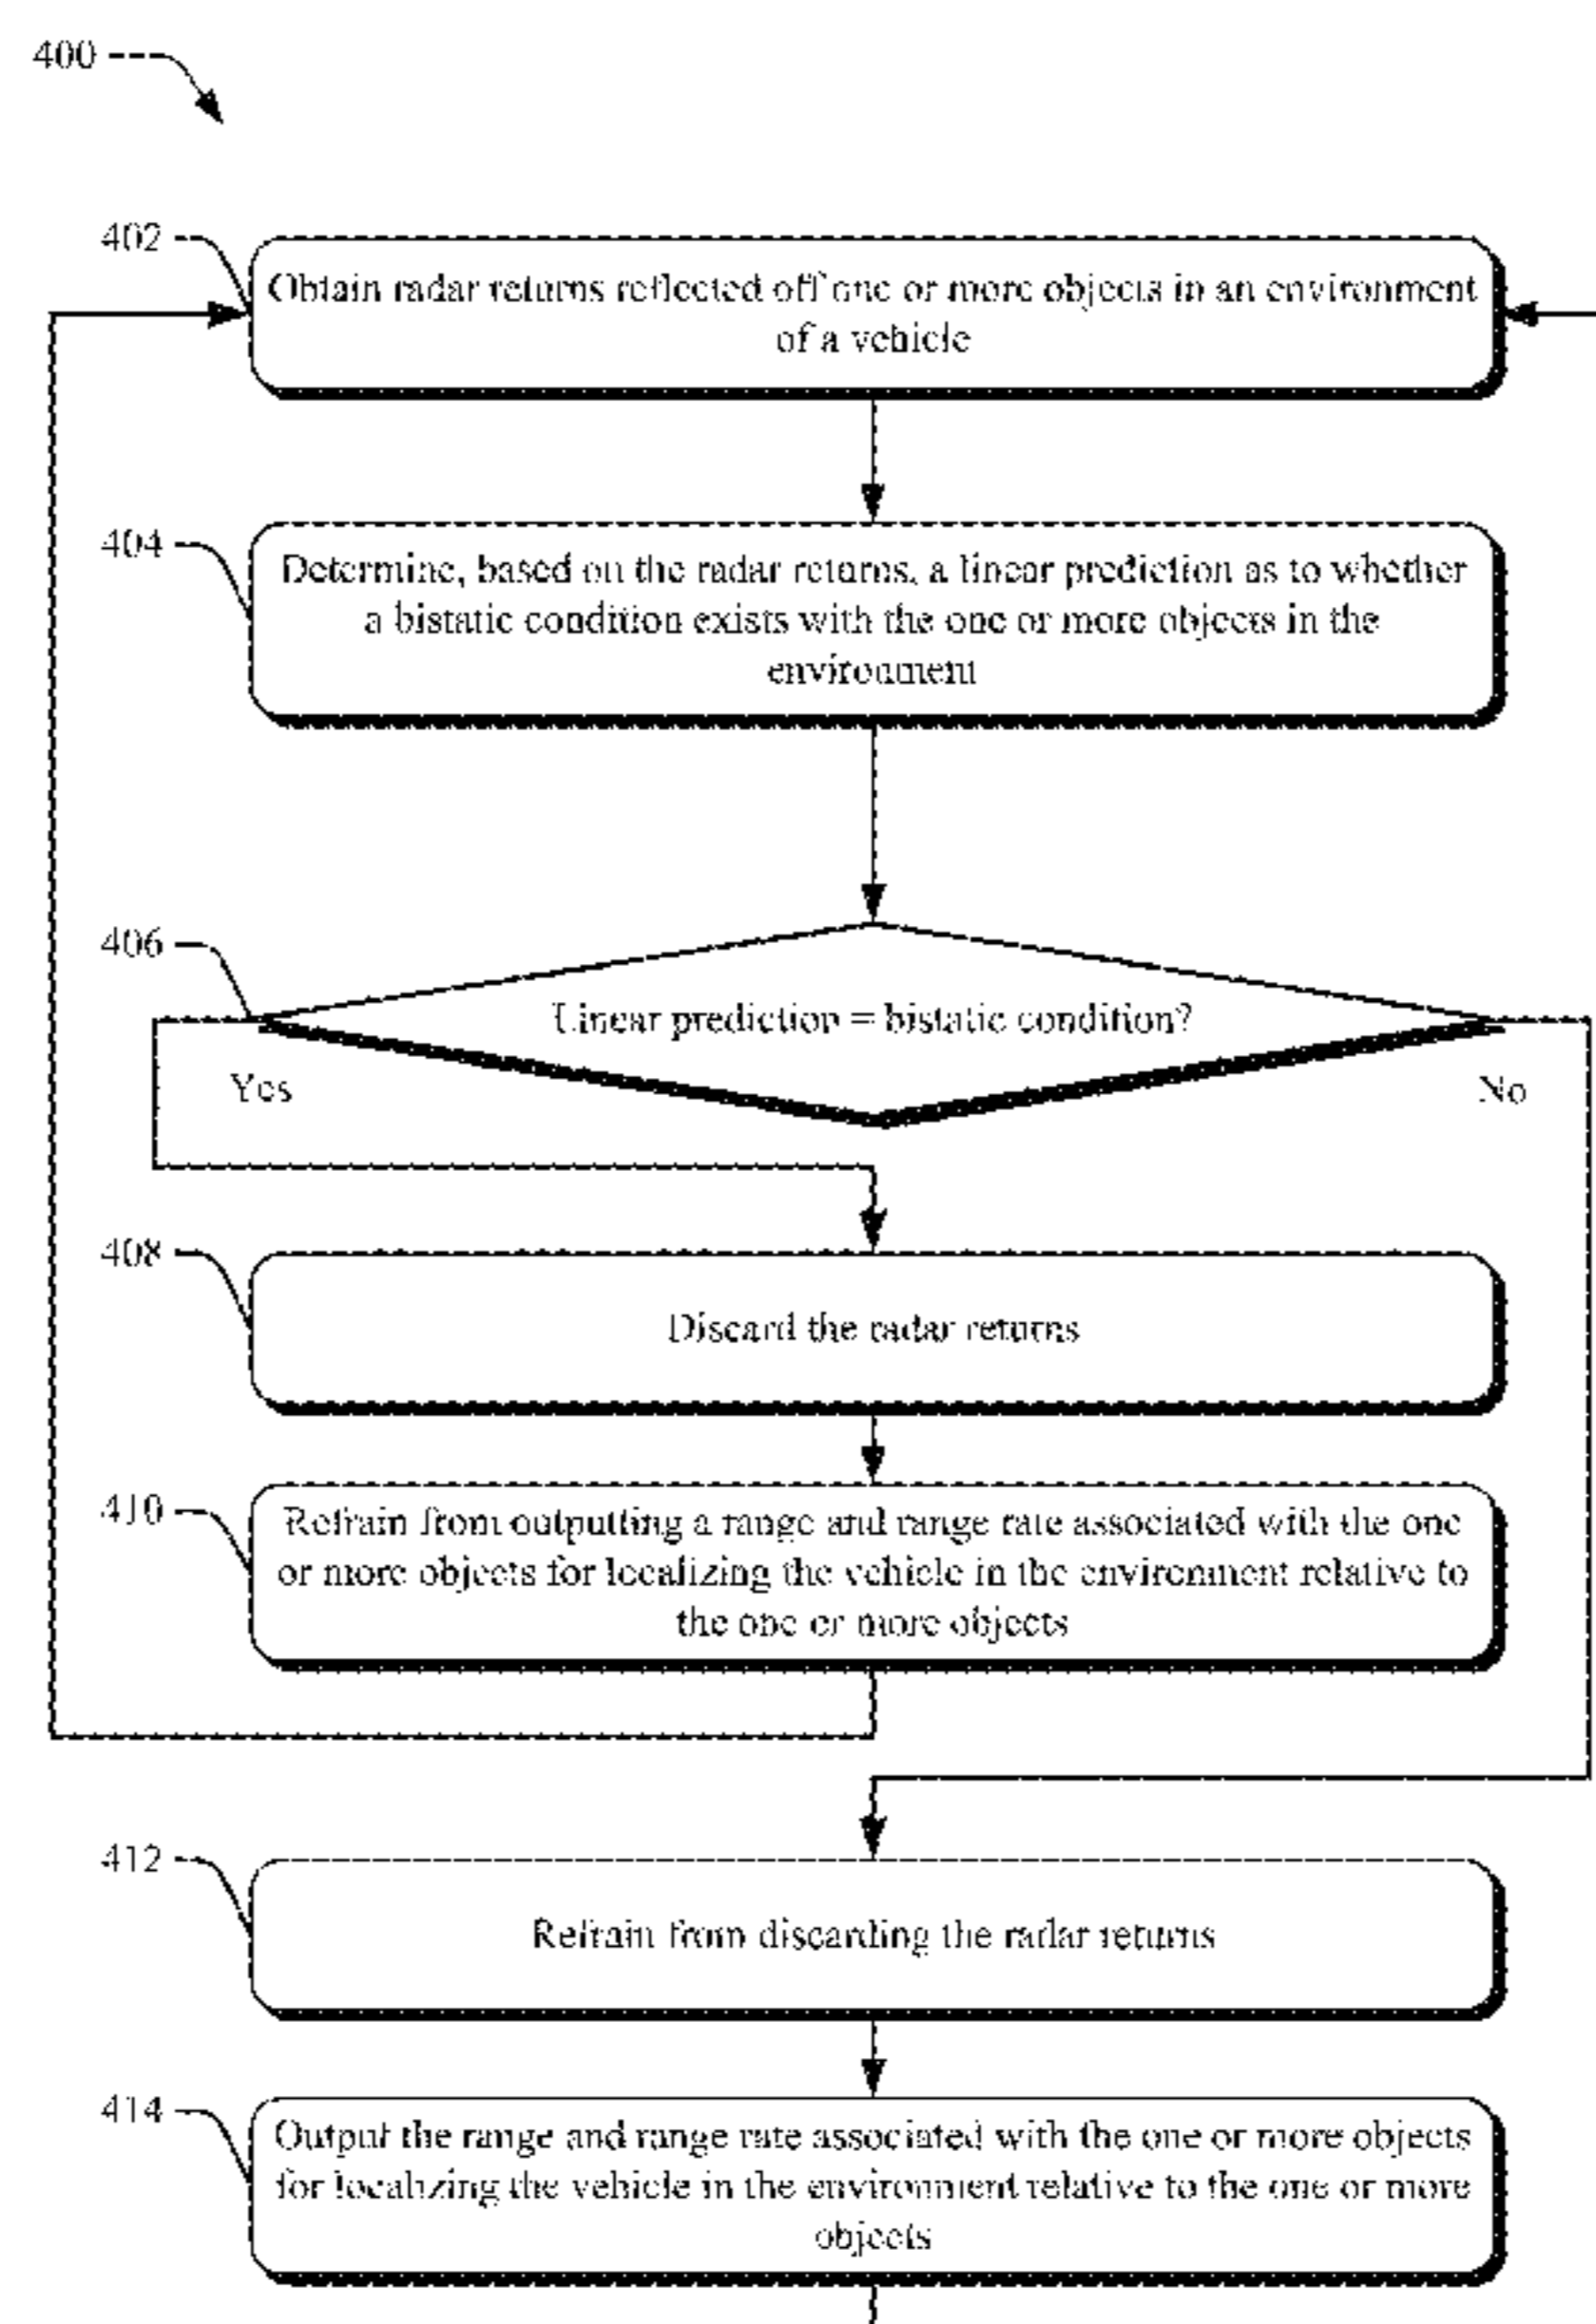 400
402
Obtain radar returns reflected off one or more objects in an environment
of a vehicle
404
Determine, based on the radar returns, a linear prediction as to whether
a bistatic condition exists with the one or more objects in the
environment
406
Linear prediction = bistatic condition?
Yes
No
408
Discard the radar returns
410
Refrain from outputting a range and range rate associated with the one
or more objects for localizing the vehicle in the environment relative to
the one or more objects
412
Refrain from discarding the radar returns
414
Output the range and range rate associated with the one or more objects
for localizing the vehicle in the environment relative to the one or more
objects